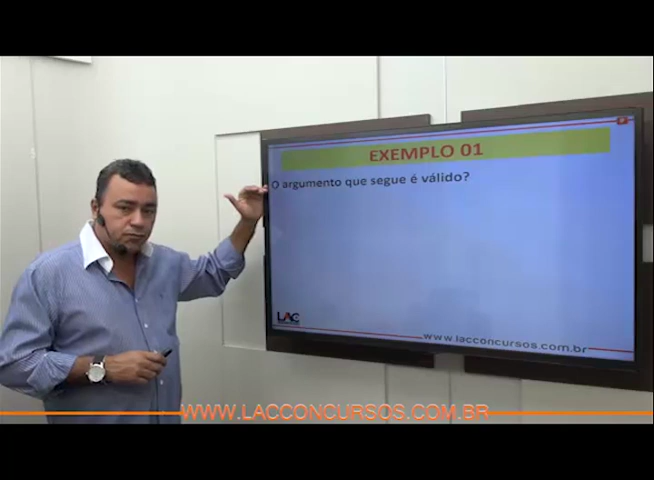 EXEMPLO 01
O argumento que segue é válido?
LAC
www.lacconcursos.com.br
WWW.LACCONCURSOS.COM.BR